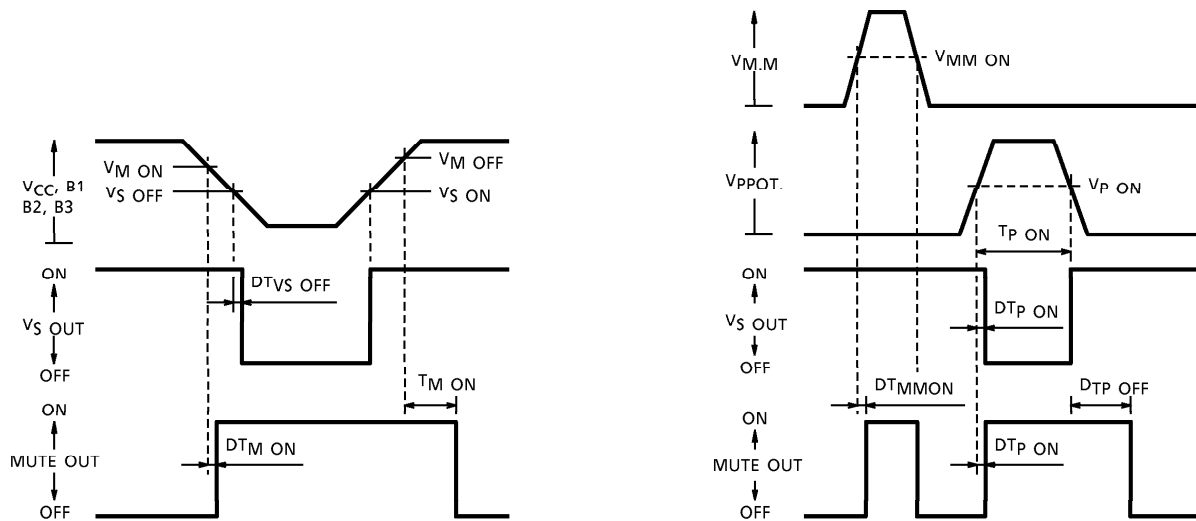 VCC, B1
B2, B3
VM ON
VS OFF
VM OFF
VS ON
ON
VS OUT
OFF
DTVS OFF
TM ON
ON
MUTE OUT
OFF
DTM ON
VM.M
VMM ON
VPPOT.
VP ON
TP ON
ON
VS OUT
OFF
DTP ON
DTMMON
DTP OFF
ON
MUTE OUT
OFF
DTP ON